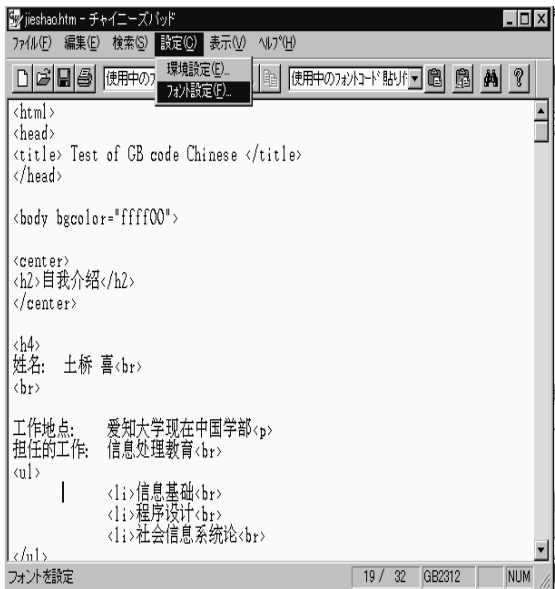 jieshao.htm - チャイニーズパッド
ファイル(F) 編集(E) 検索(S) 設定(C) 表示(V) ヘルプ(H)
環境設定(E)...
フォント設定(F)...
使用中のフ
使用中のフォントコード貼り付
<html>
<head>
<title> Test of GB code Chinese </title>
</head>
<body bgcolor="ffff00">
<center>
<h2>自我介绍</h2>
</center>
<h4>
姓名: 土桥 喜<br>
<br>
工作地点: 爱知大学现在中国学部<p>
担任的工作: 信息处理教育<br>
<ul>
<li>信息基础<br>
<li>程序设计<br>
<li>社会信息系统论<br>
</ul>
フォントを設定
19 / 32 GB2312 NUM